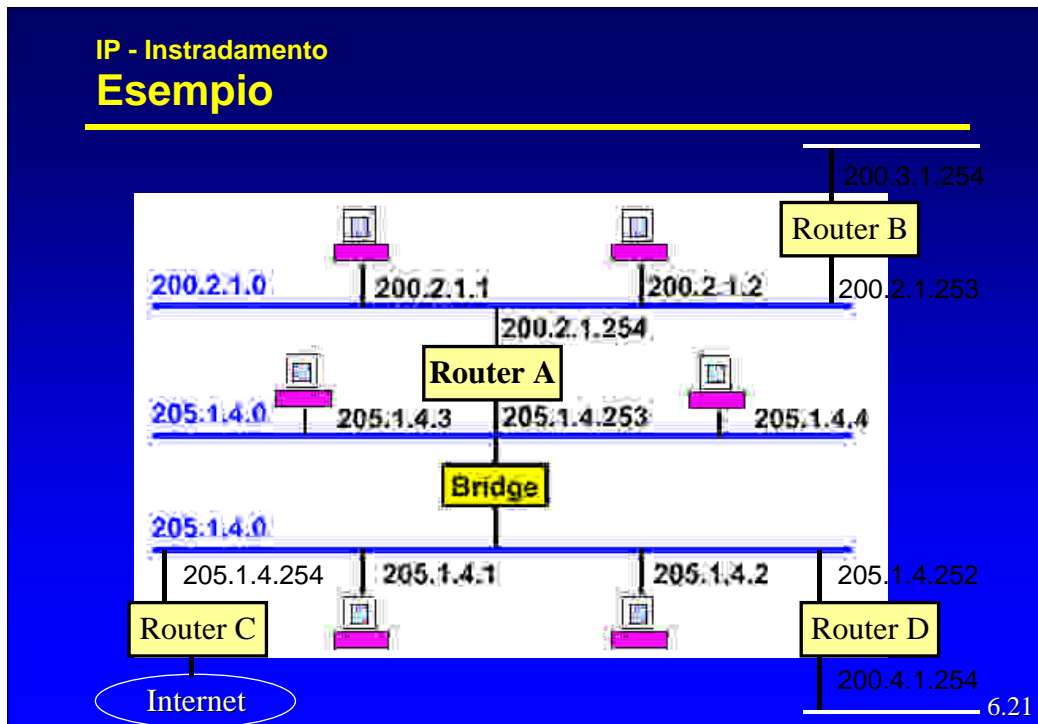 IP - Instradamento
Esempio
200.3.1.254
Router B
200.2.1.0
200.2.1.1
200.2.1.2
200.2.1.253
200.2.1.254
Router A
205.1.4.0
205.1.4.3
205.1.4.253
205.1.4.4
Bridge
205.1.4.0
205.1.4.254
205.1.4.1
205.1.4.2
205.1.4.252
Router C
Router D
Internet
200.4.1.254
6.21